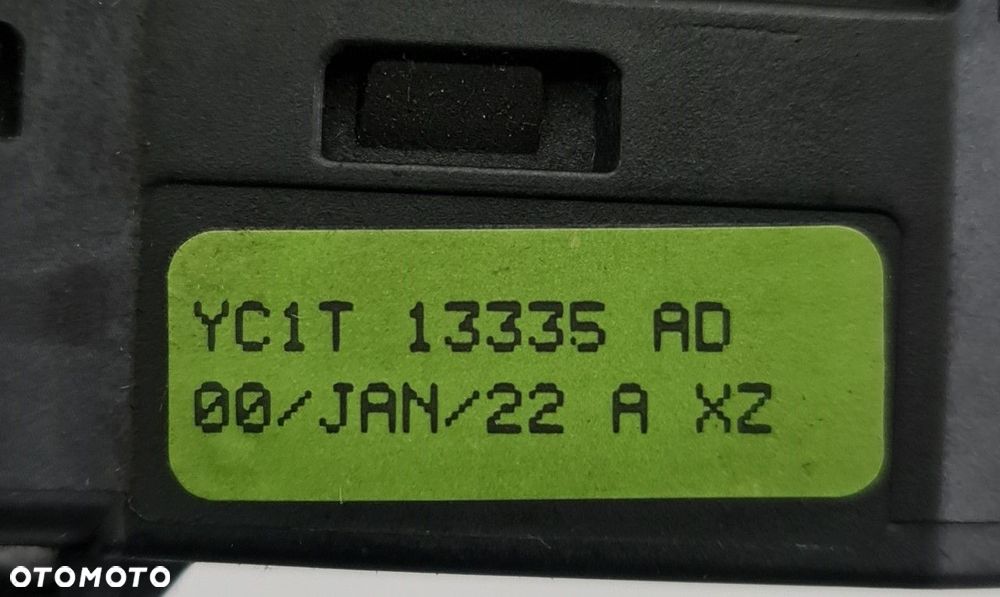 YC1T 13335 AD
00/JAN/22 A XZ
OTOMOTO